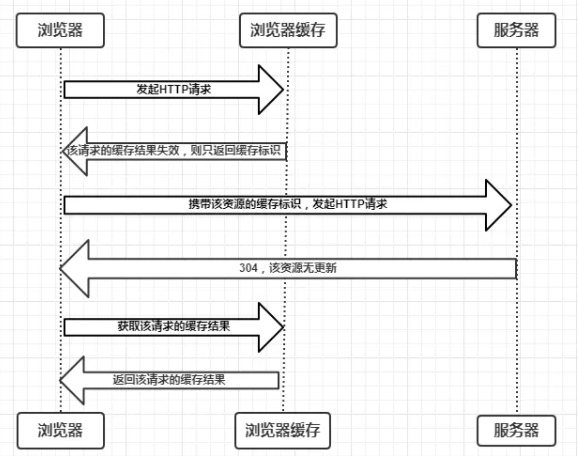 浏览器
浏览器缓存
服务器
发起HTTP请求
该请求的缓存结果失效，则只返回缓存标识
携带该资源的缓存标识，发起HTTP请求
304，该资源无更新
获取该请求的缓存结果
返回该请求的缓存结果
浏览器
浏览器缓存
服务器